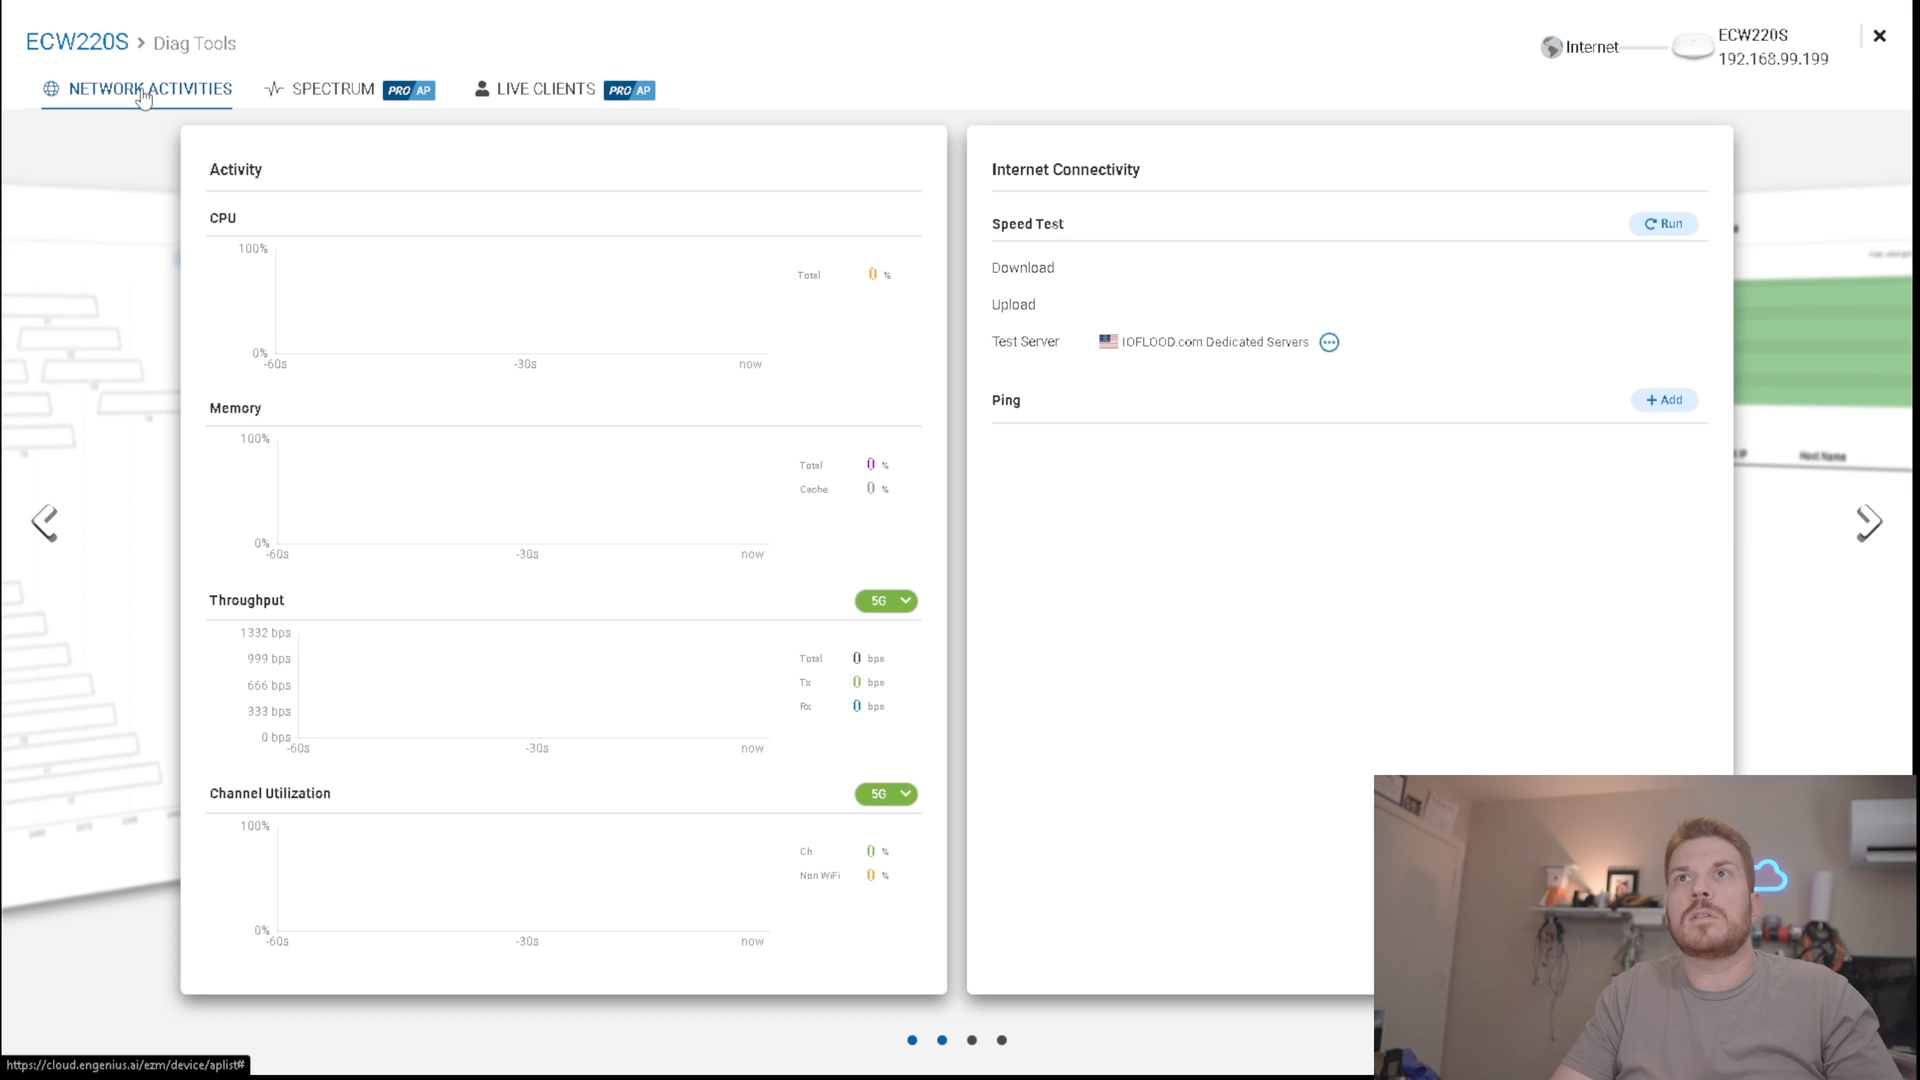 ECW220S > Diag Tools
Internet
ECW220S
192.168.99.199
NETWORK ACTIVITIES
SPECTRUM PRO AP
LIVE CLIENTS PRO AP
Activity
CPU
100%
Total 0 %
0%
-60s -30s now
Memory
100%
Total 0 %
Cache 0 %
0%
-60s -30s now
Throughput
5G
1332 bps
999 bps
666 bps
333 bps
0 bps
Total 0 bps
Tx 0 bps
Rx 0 bps
-60s -30s now
Channel Utilization
5G
100%
Ch 0 %
Non WiFi 0 %
0%
-60s -30s now
Internet Connectivity
Speed Test
Run
Download
Upload
Test Server IOFLOOD.com Dedicated Servers
Ping
+ Add
Host Name
https://cloud.engenius.ai/ezm/device/aplist#